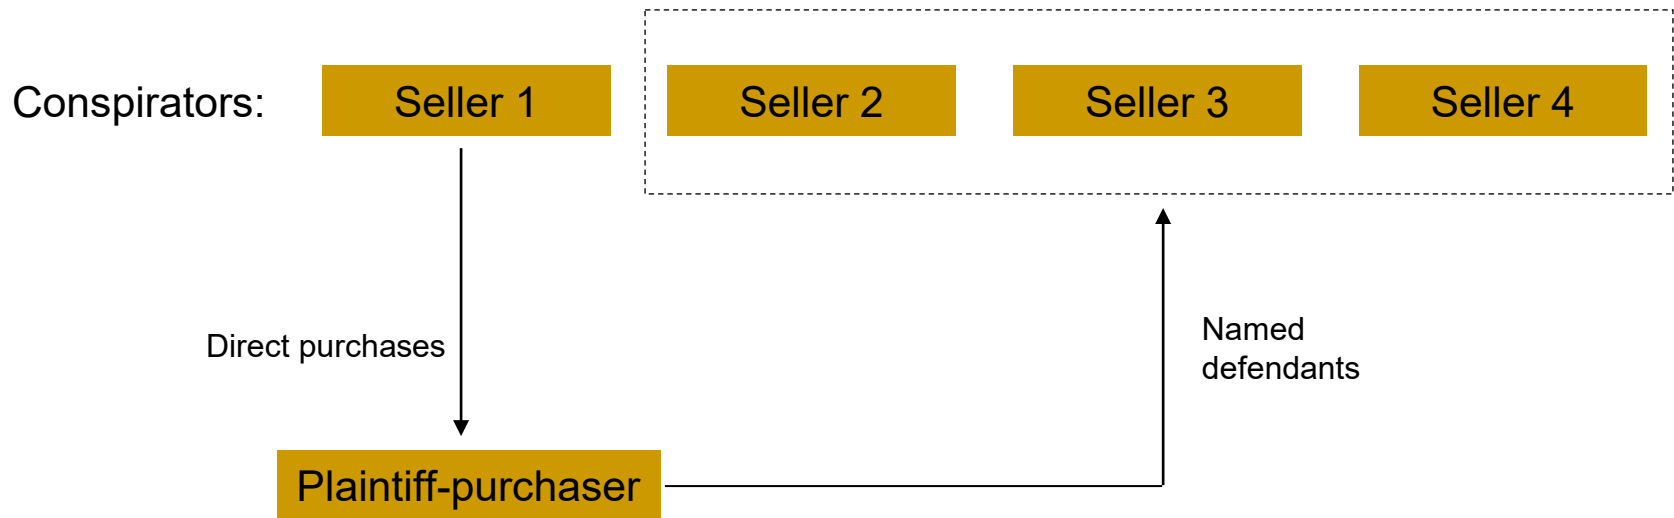 Conspirators:
Seller 1
Seller 2
Seller 3
Seller 4
Direct purchases
Named
defendants
Plaintiff-purchaser